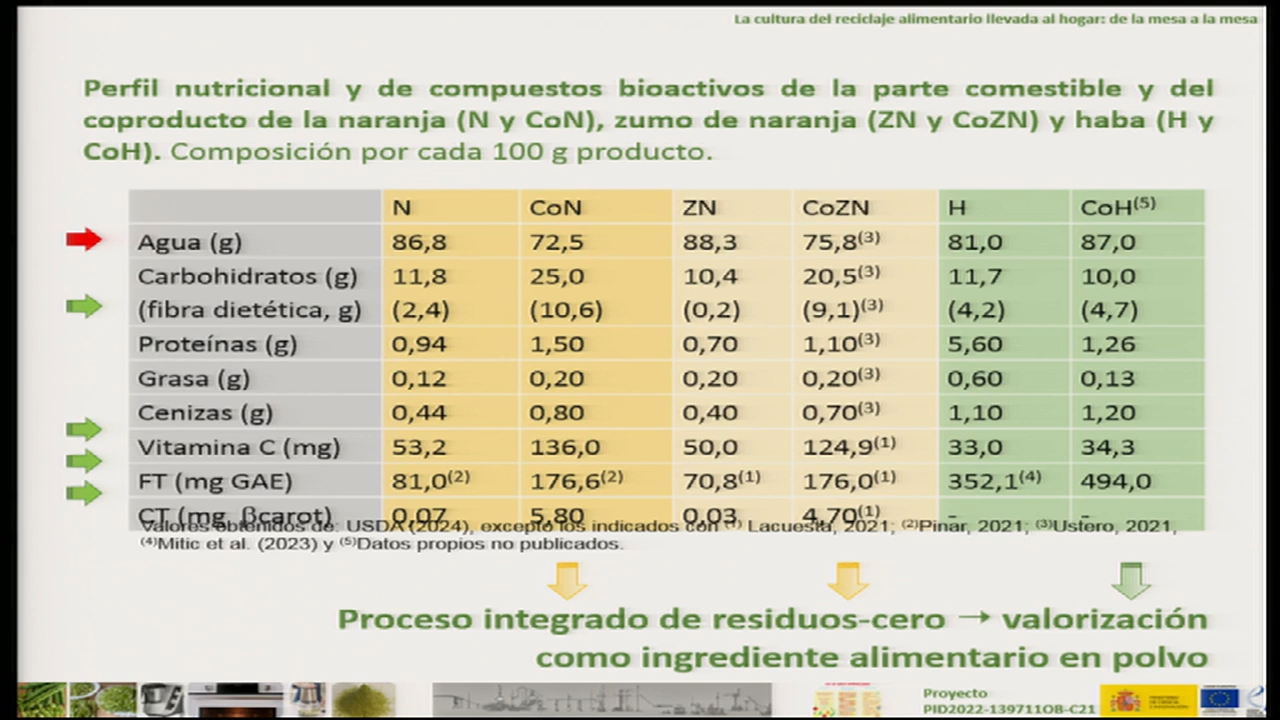 La cultura del reciclaje alimentario llevada al hogar: de la mesa a la mesa
Perfil nutricional y de compuestos bioactivos de la parte comestible y del
coproducto de la naranja (N y CoN), zumo de naranja (ZN y CoZN) y haba (H y
CoH). Composición por cada 100 g producto.
N CoN ZN CoZN H CoH(5)
Agua (g) 86,8 72,5 88,3 75,8(3) 81,0 87,0
Carbohidratos (g) 11,8 25,0 10,4 20,5(3) 11,7 10,0
(fibra dietética, g) (2,4) (10,6) (0,2) (9,1)(3) (4,2) (4,7)
Proteínas (g) 0,94 1,50 0,70 1,10(3) 5,60 1,26
Grasa (g) 0,12 0,20 0,20 0,20(3) 0,60 0,13
Cenizas (g) 0,44 0,80 0,40 0,70(3) 1,10 1,20
Vitamina C (mg) 53,2 136,0 50,0 124,9(1) 33,0 34,3
FT (mg GAE) 81,0(2) 176,6(2) 70,8(1) 176,0(1) 352,1(4) 494,0
CT (mg, βcarot) 0,07 5,80 0,03 4,70(1) - -
Valores obtenidos de: USDA (2024), excepto los indicados con (1) Lacuesta, 2021; (2)Pinar, 2021; (3)Ustero, 2021,
(4)Mitic et al. (2023) y (5)Datos propios no publicados.
Proceso integrado de residuos-cero → valorización
como ingrediente alimentario en polvo
Proyecto
PID2022-139711OB-C21